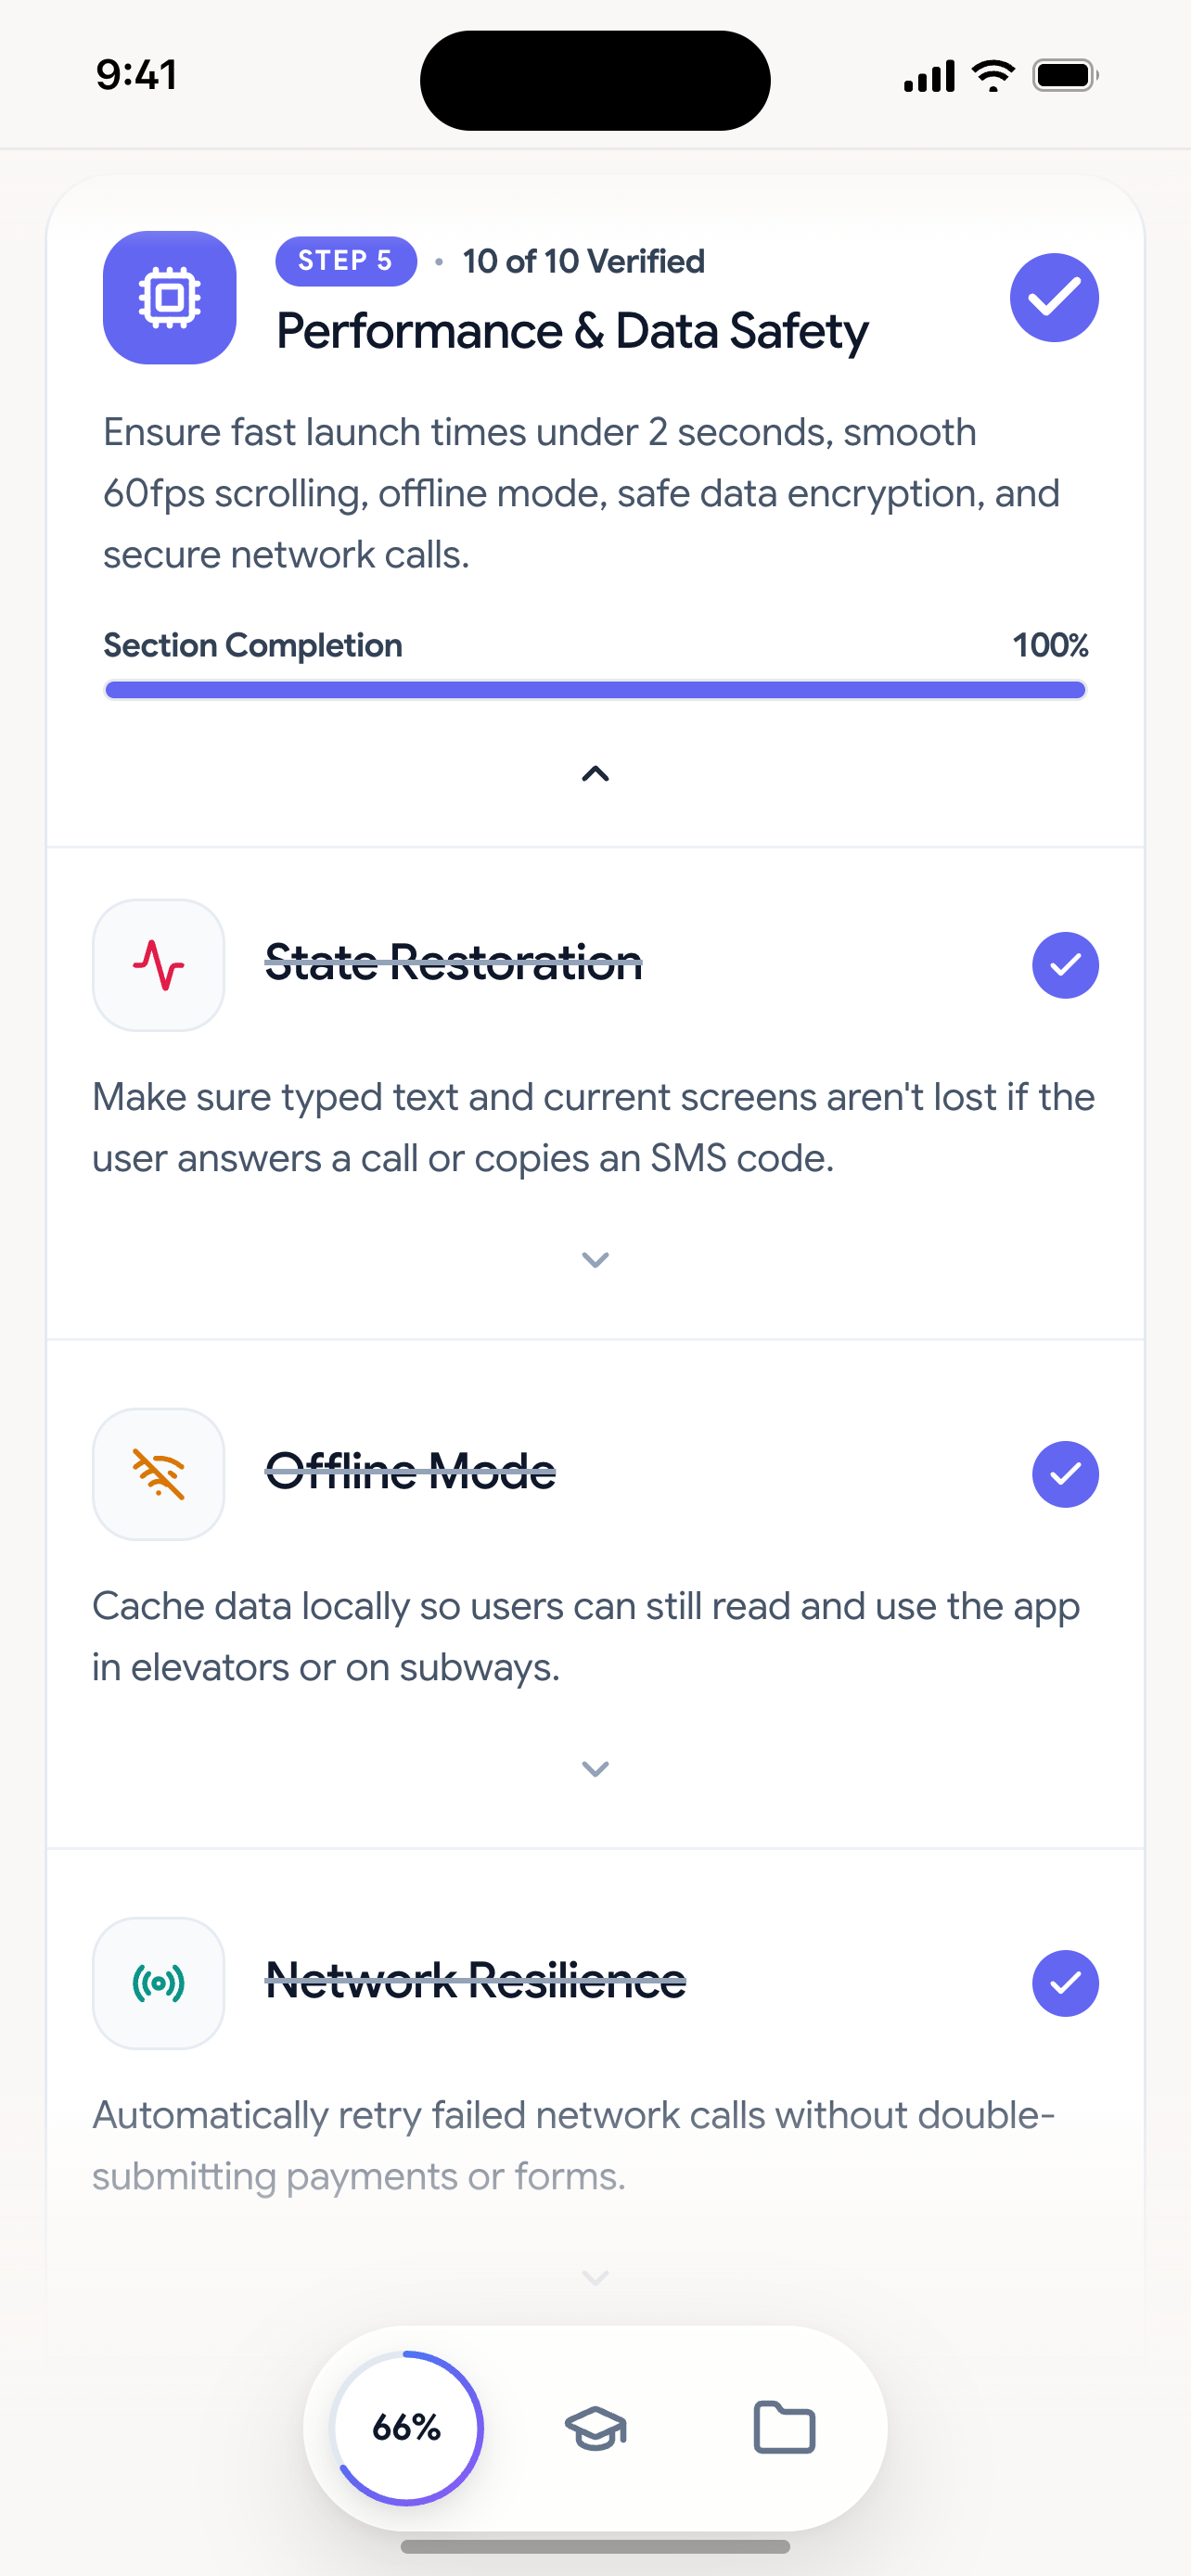 9:41
STEP 5 • 10 of 10 Verified
Performance & Data Safety
Ensure fast launch times under 2 seconds, smooth
60fps scrolling, offline mode, safe data encryption, and
secure network calls.
Section Completion 100%
State Restoration
Make sure typed text and current screens aren't lost if the
user answers a call or copies an SMS code.
Offline Mode
Cache data locally so users can still read and use the app
in elevators or on subways.
Network Resilience
Automatically retry failed network calls without double-
submitting payments or forms.
66%